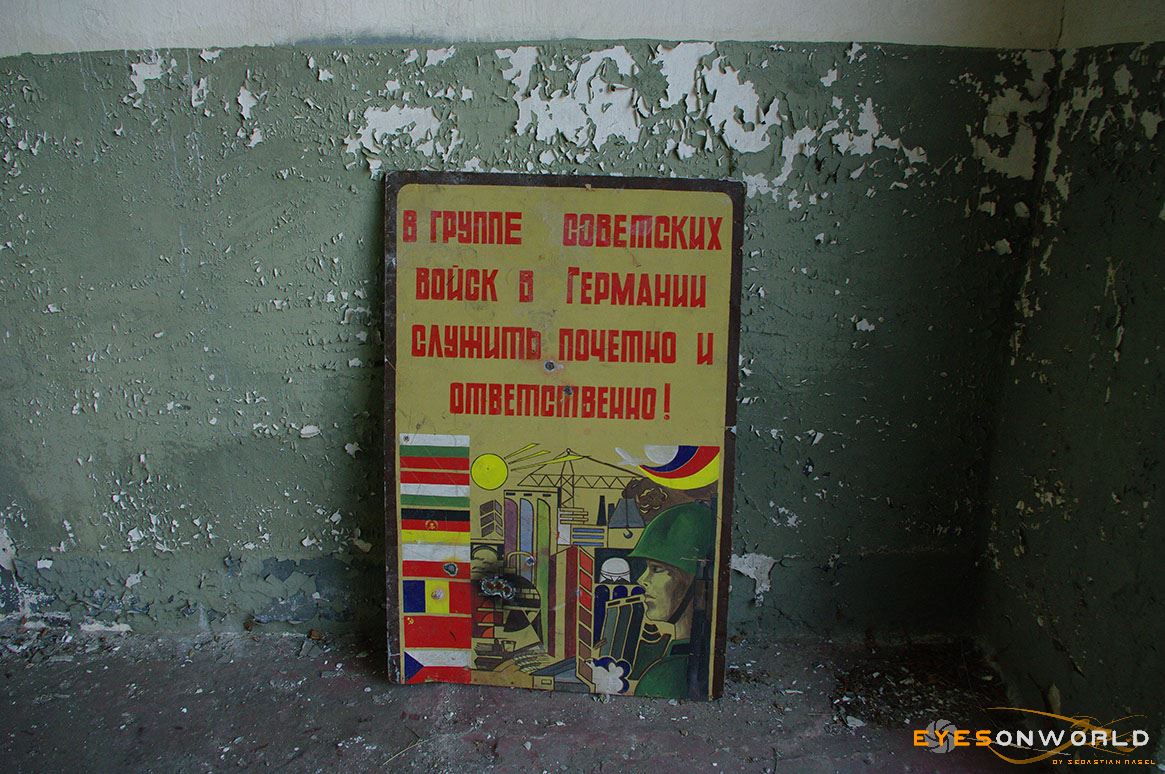 В ГРУППЕ СОВЕТСКИХ
ВОЙСК В ГЕРМАНИИ
СЛУЖИТЬ ПОЧЕТНО И
ОТВЕТСТВЕННО!
EYESONWORLD
BY SEBASTIAN NASEL